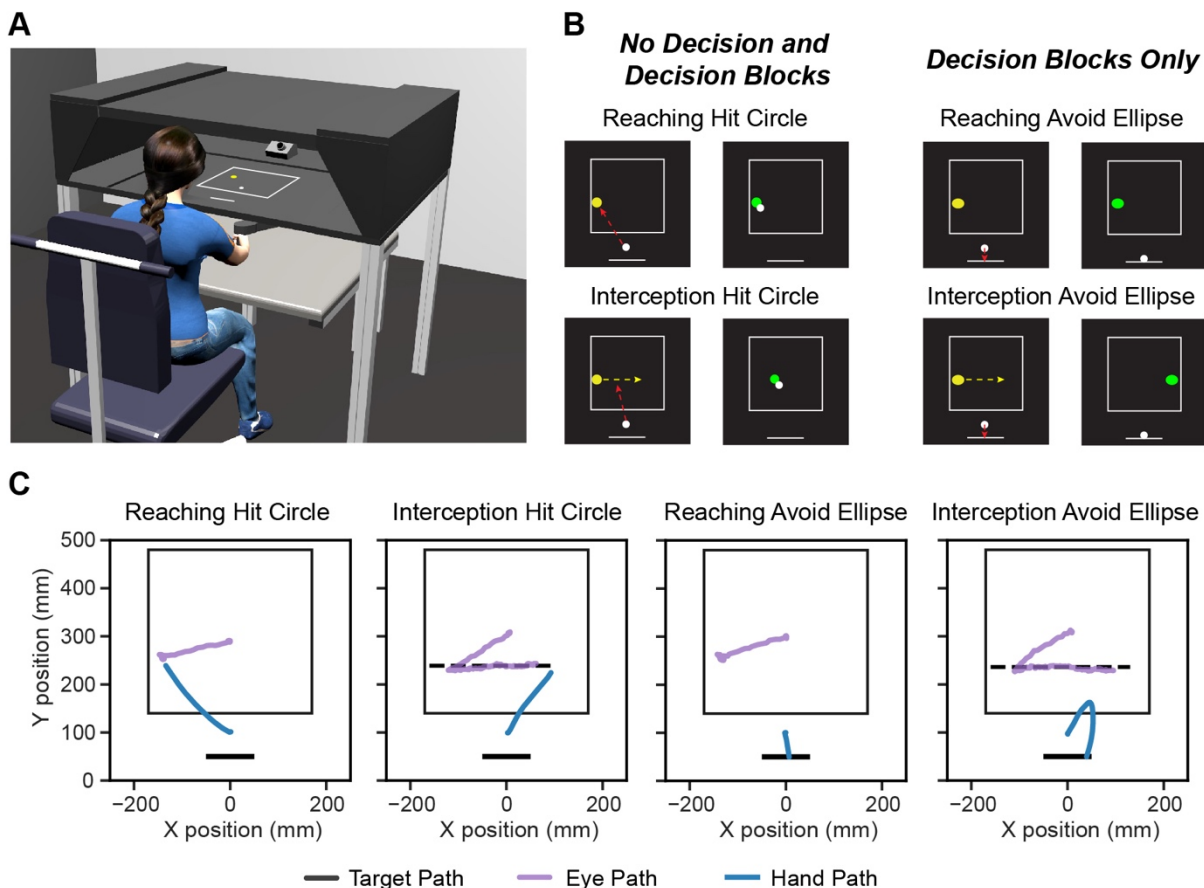 A
B
No Decision and
Decision Blocks
Decision Blocks Only
Reaching Hit Circle
Reaching Avoid Ellipse
Interception Hit Circle
Interception Avoid Ellipse
C
Reaching Hit Circle
Interception Hit Circle
Reaching Avoid Ellipse
Interception Avoid Ellipse
Y position (mm)
500
400
300
200
100
0
−200 0 200
−200 0 200
−200 0 200
−200 0 200
X position (mm)
X position (mm)
X position (mm)
X position (mm)
Target Path
Eye Path
Hand Path